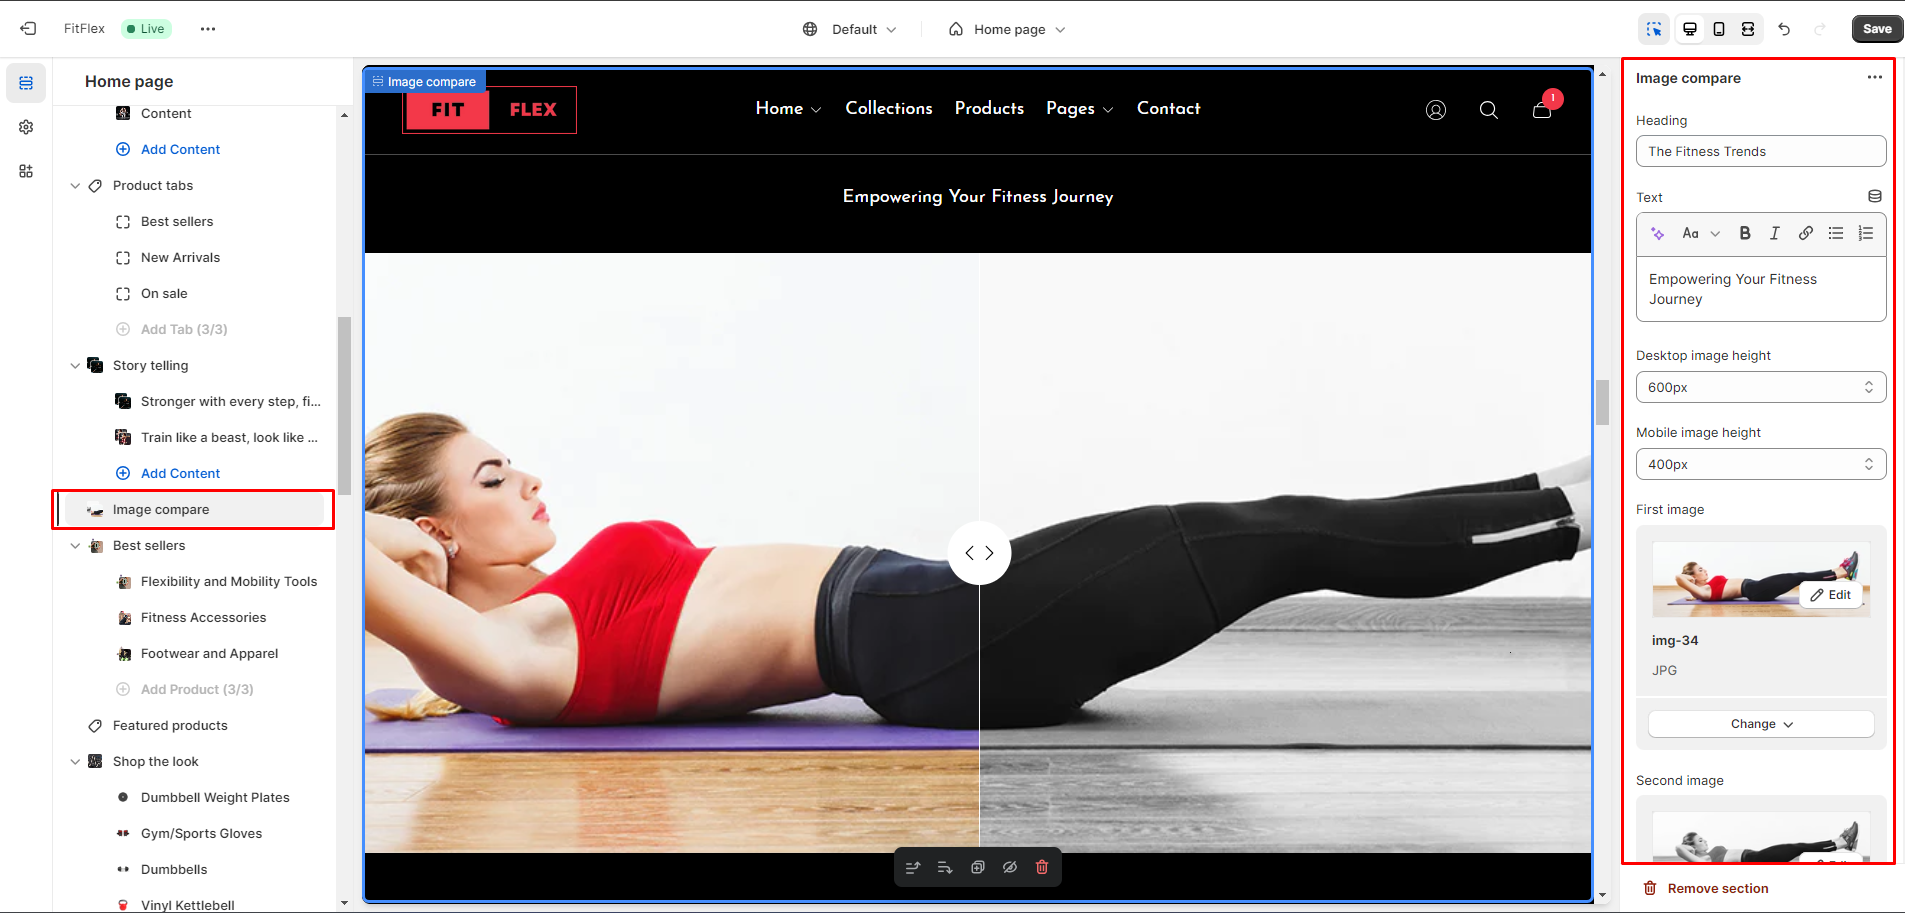 FitFlex
Live
Default
Home page
Save
Home page
Content
Add Content
Product tabs
Best sellers
New Arrivals
On sale
Add Tab (3/3)
Story telling
Stronger with every step, fi...
Train like a beast, look like ...
Add Content
Image compare
Best sellers
Flexibility and Mobility Tools
Fitness Accessories
Footwear and Apparel
Add Product (3/3)
Featured products
Shop the look
Dumbbell Weight Plates
Gym/Sports Gloves
Dumbbells
Vinyl Kettlebell
Image compare
FIT FLEX
Home Collections Products Pages Contact
1
Empowering Your Fitness Journey
Image compare
Heading
The Fitness Trends
Text
Aa B I
Empowering Your Fitness
Journey
Desktop image height
600px
Mobile image height
400px
First image
Edit
img-34
JPG
Change
Second image
Remove section